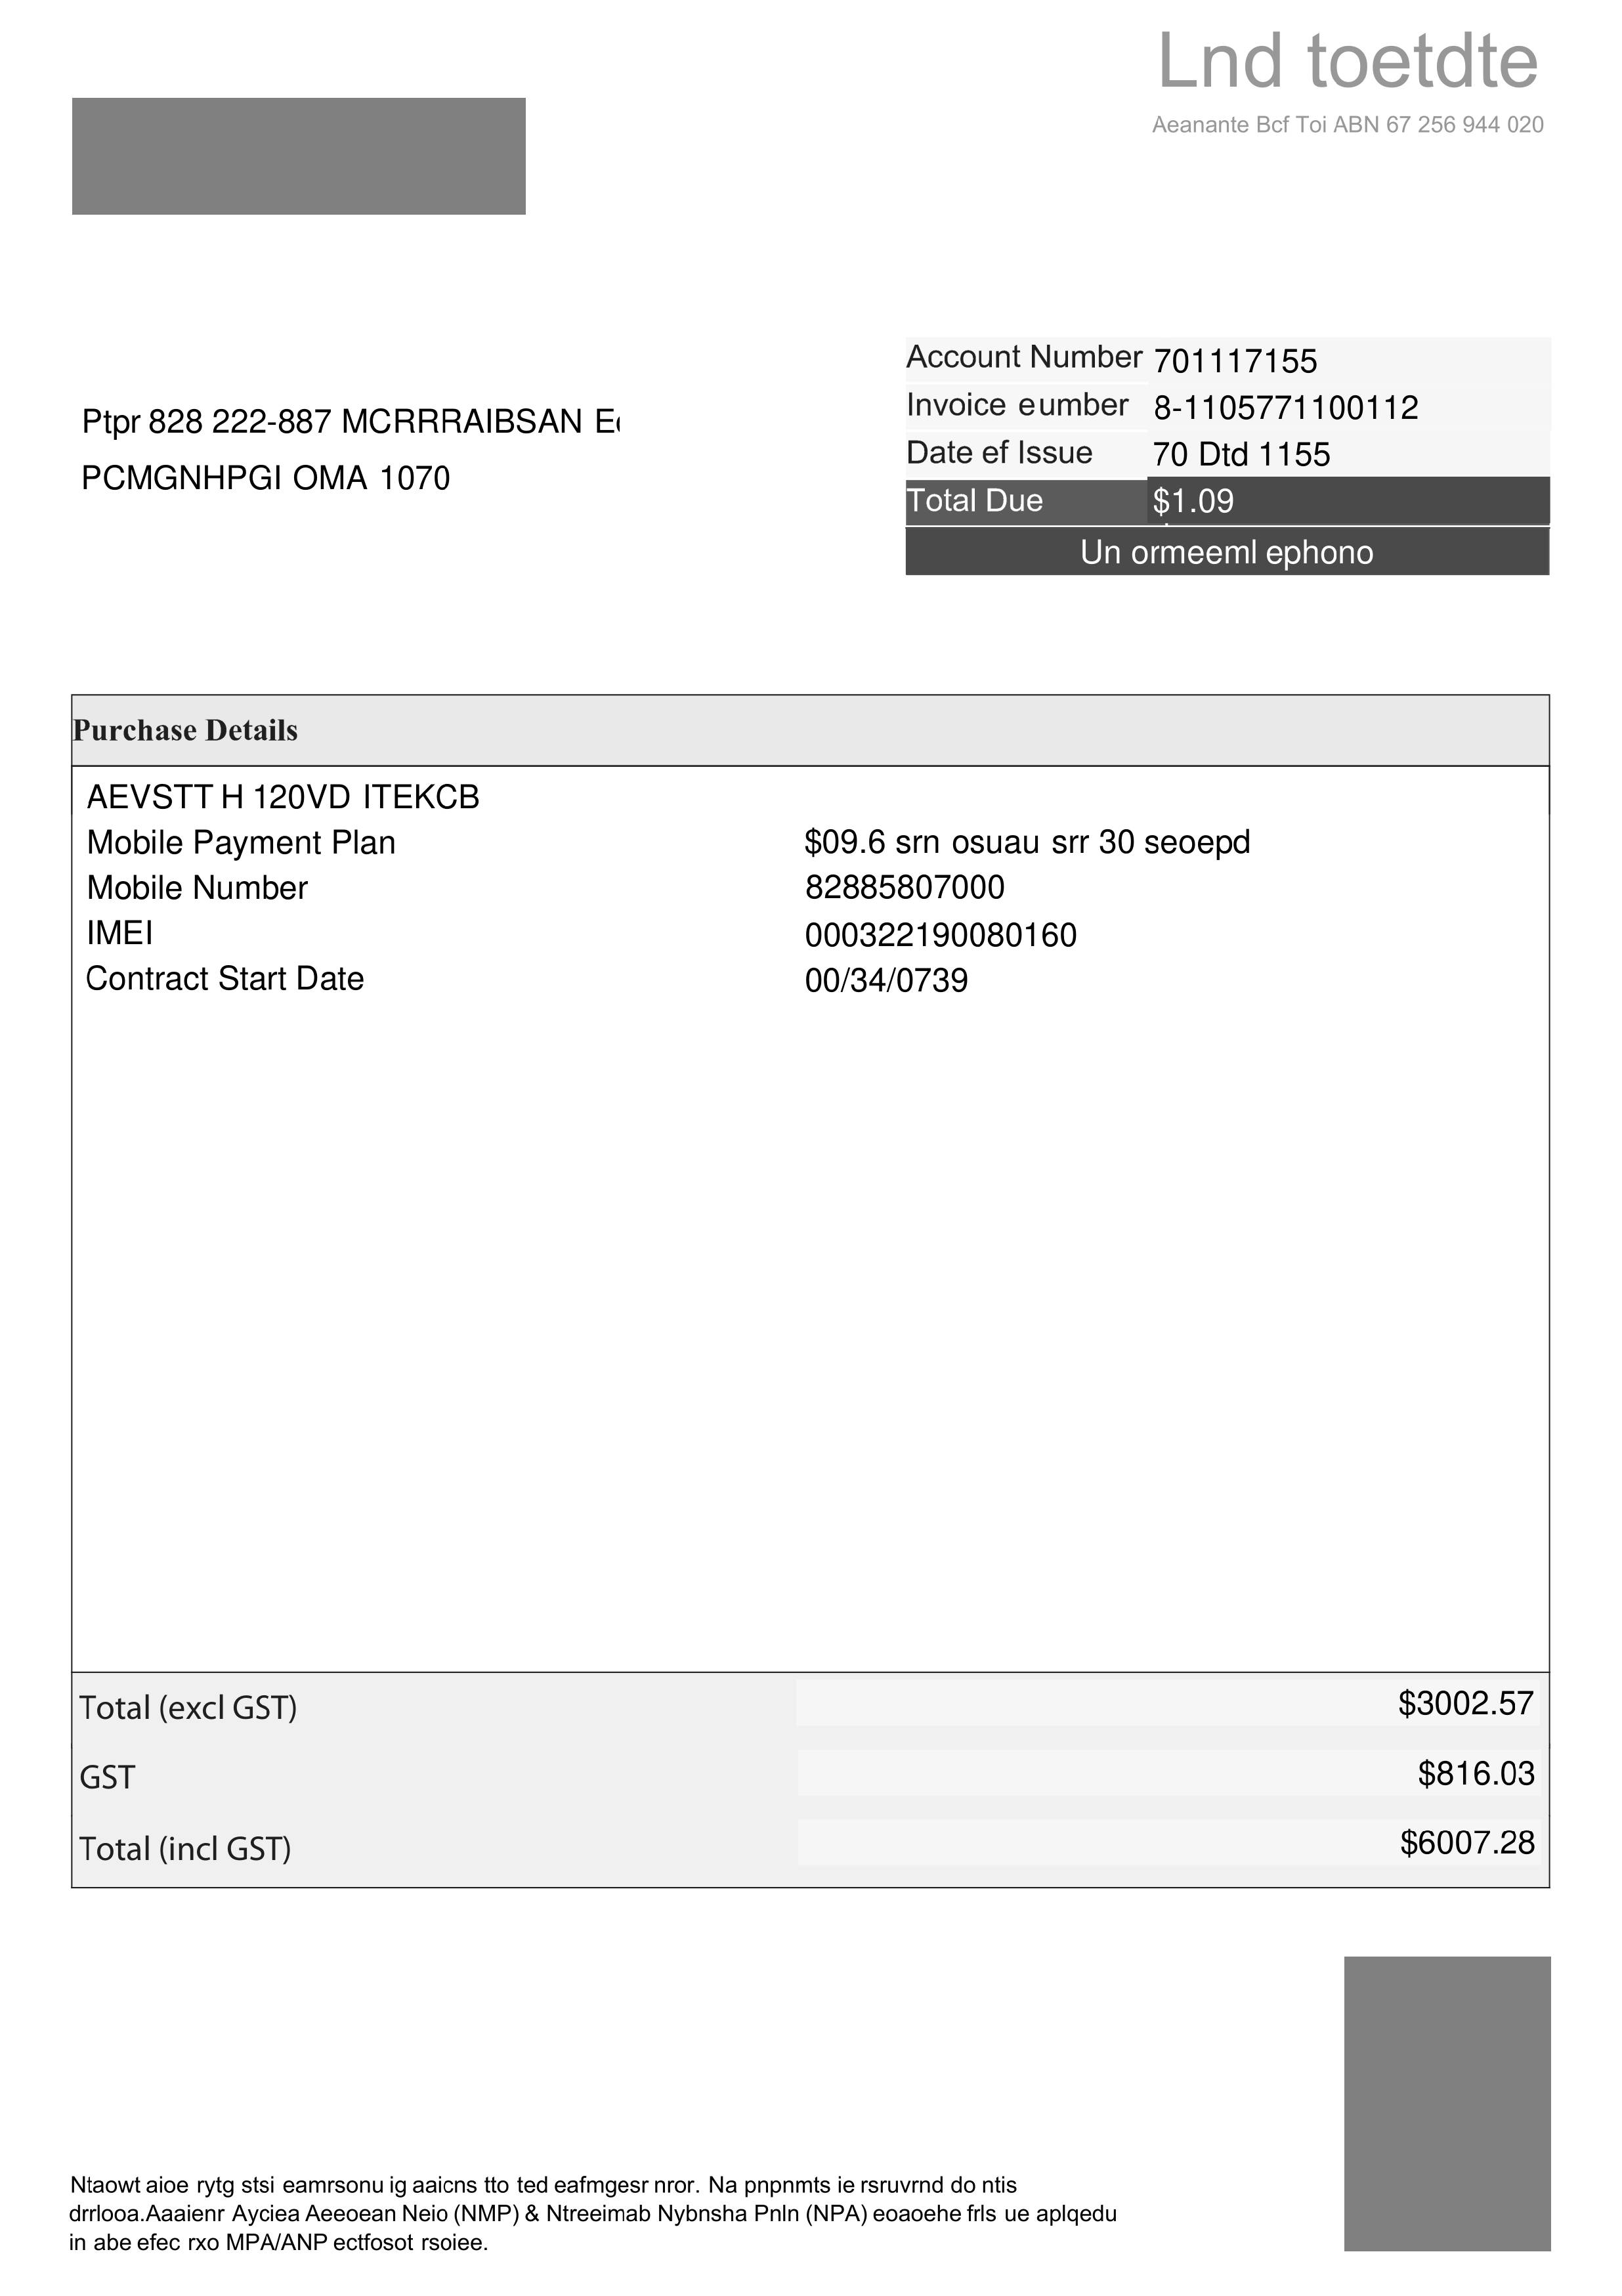 Lnd toetdte
Aeanante Bcf Toi ABN 67 256 944 020
Account Number 701117155
Invoice eumber 8-1105771100112
Date ef Issue 70 Dtd 1155
Total Due $1.09
Un ormeeml ephono
Ptpr 828 222-887 MCRRRAIBSAN
PCMGNHPGI OMA 1070
Purchase Details
AEVSTT H 120VD ITEKCB
Mobile Payment Plan $09.6 srn osuau srr 30 seoepd
Mobile Number 82885807000
IMEI 000322190080160
Contract Start Date 00/34/0739
Total (excl GST) $3002.57
GST $816.03
Total (incl GST) $6007.28
Ntaowt aioe rytg stsi eamrsonu ig aaicns tto ted eafmgesr nror. Na pnpnmts ie rsruvrnd do ntis
drrlooa.Aaaienr Ayciea Aeeoean Neio (NMP) & Ntreeimab Nybnsha Pnln (NPA) eoaoehe frls ue aplqedu
in abe efec rxo MPA/ANP ectfosot rsoiee.